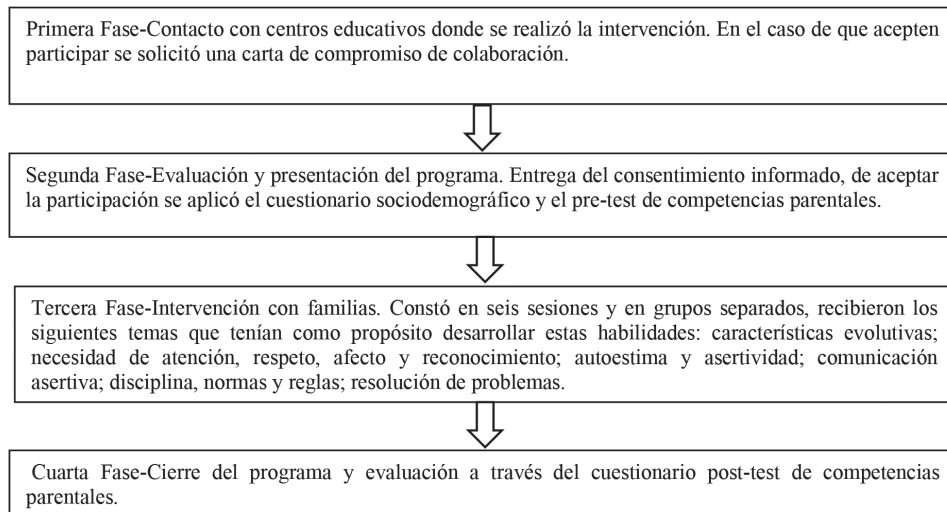 Primera Fase-Contacto con centros educativos donde se realizó la intervención. En el caso de que acepten
participar se solicitó una carta de compromiso de colaboración.
Segunda Fase-Evaluación y presentación del programa. Entrega del consentimiento informado, de aceptar
la participación se aplicó el cuestionario sociodemográfico y el pre-test de competencias parentales.
Tercera Fase-Intervención con familias. Constó en seis sesiones y en grupos separados, recibieron los
siguientes temas que tenían como propósito desarrollar estas habilidades: características evolutivas;
necesidad de atención, respeto, afecto y reconocimiento; autoestima y asertividad; comunicación
asertiva; disciplina, normas y reglas; resolución de problemas.
Cuarta Fase-Cierre del programa y evaluación a través del cuestionario post-test de competencias
parentales.